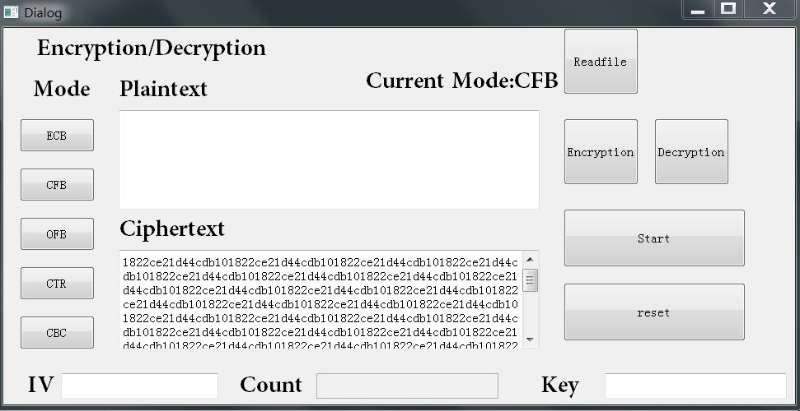 Dialog
Encryption/Decryption
Readfile
Current Mode:CFB
Mode
Plaintext
ECB
Encryption
Decryption
CFB
OFB
Ciphertext
Start
1822ce21d44cdb101822ce21d44cdb101822ce21d44cdb101822ce21d44c
db101822ce21d44cdb101822ce21d44cdb101822ce21d44cdb101822ce21
d44cdb101822ce21d44cdb101822ce21d44cdb101822ce21d44cdb101822
ce21d44cdb101822ce21d44cdb101822ce21d44cdb101822ce21d44cdb10
1822ce21d44cdb101822ce21d44cdb101822ce21d44cdb101822ce21d44c
db101822ce21d44cdb101822ce21d44cdb101822ce21d44cdb101822ce21
d44cdb101822ce21d44cdb101822ce21d44cdb101822ce21d44cdb101822
CTR
reset
CBC
IV
Count
Key